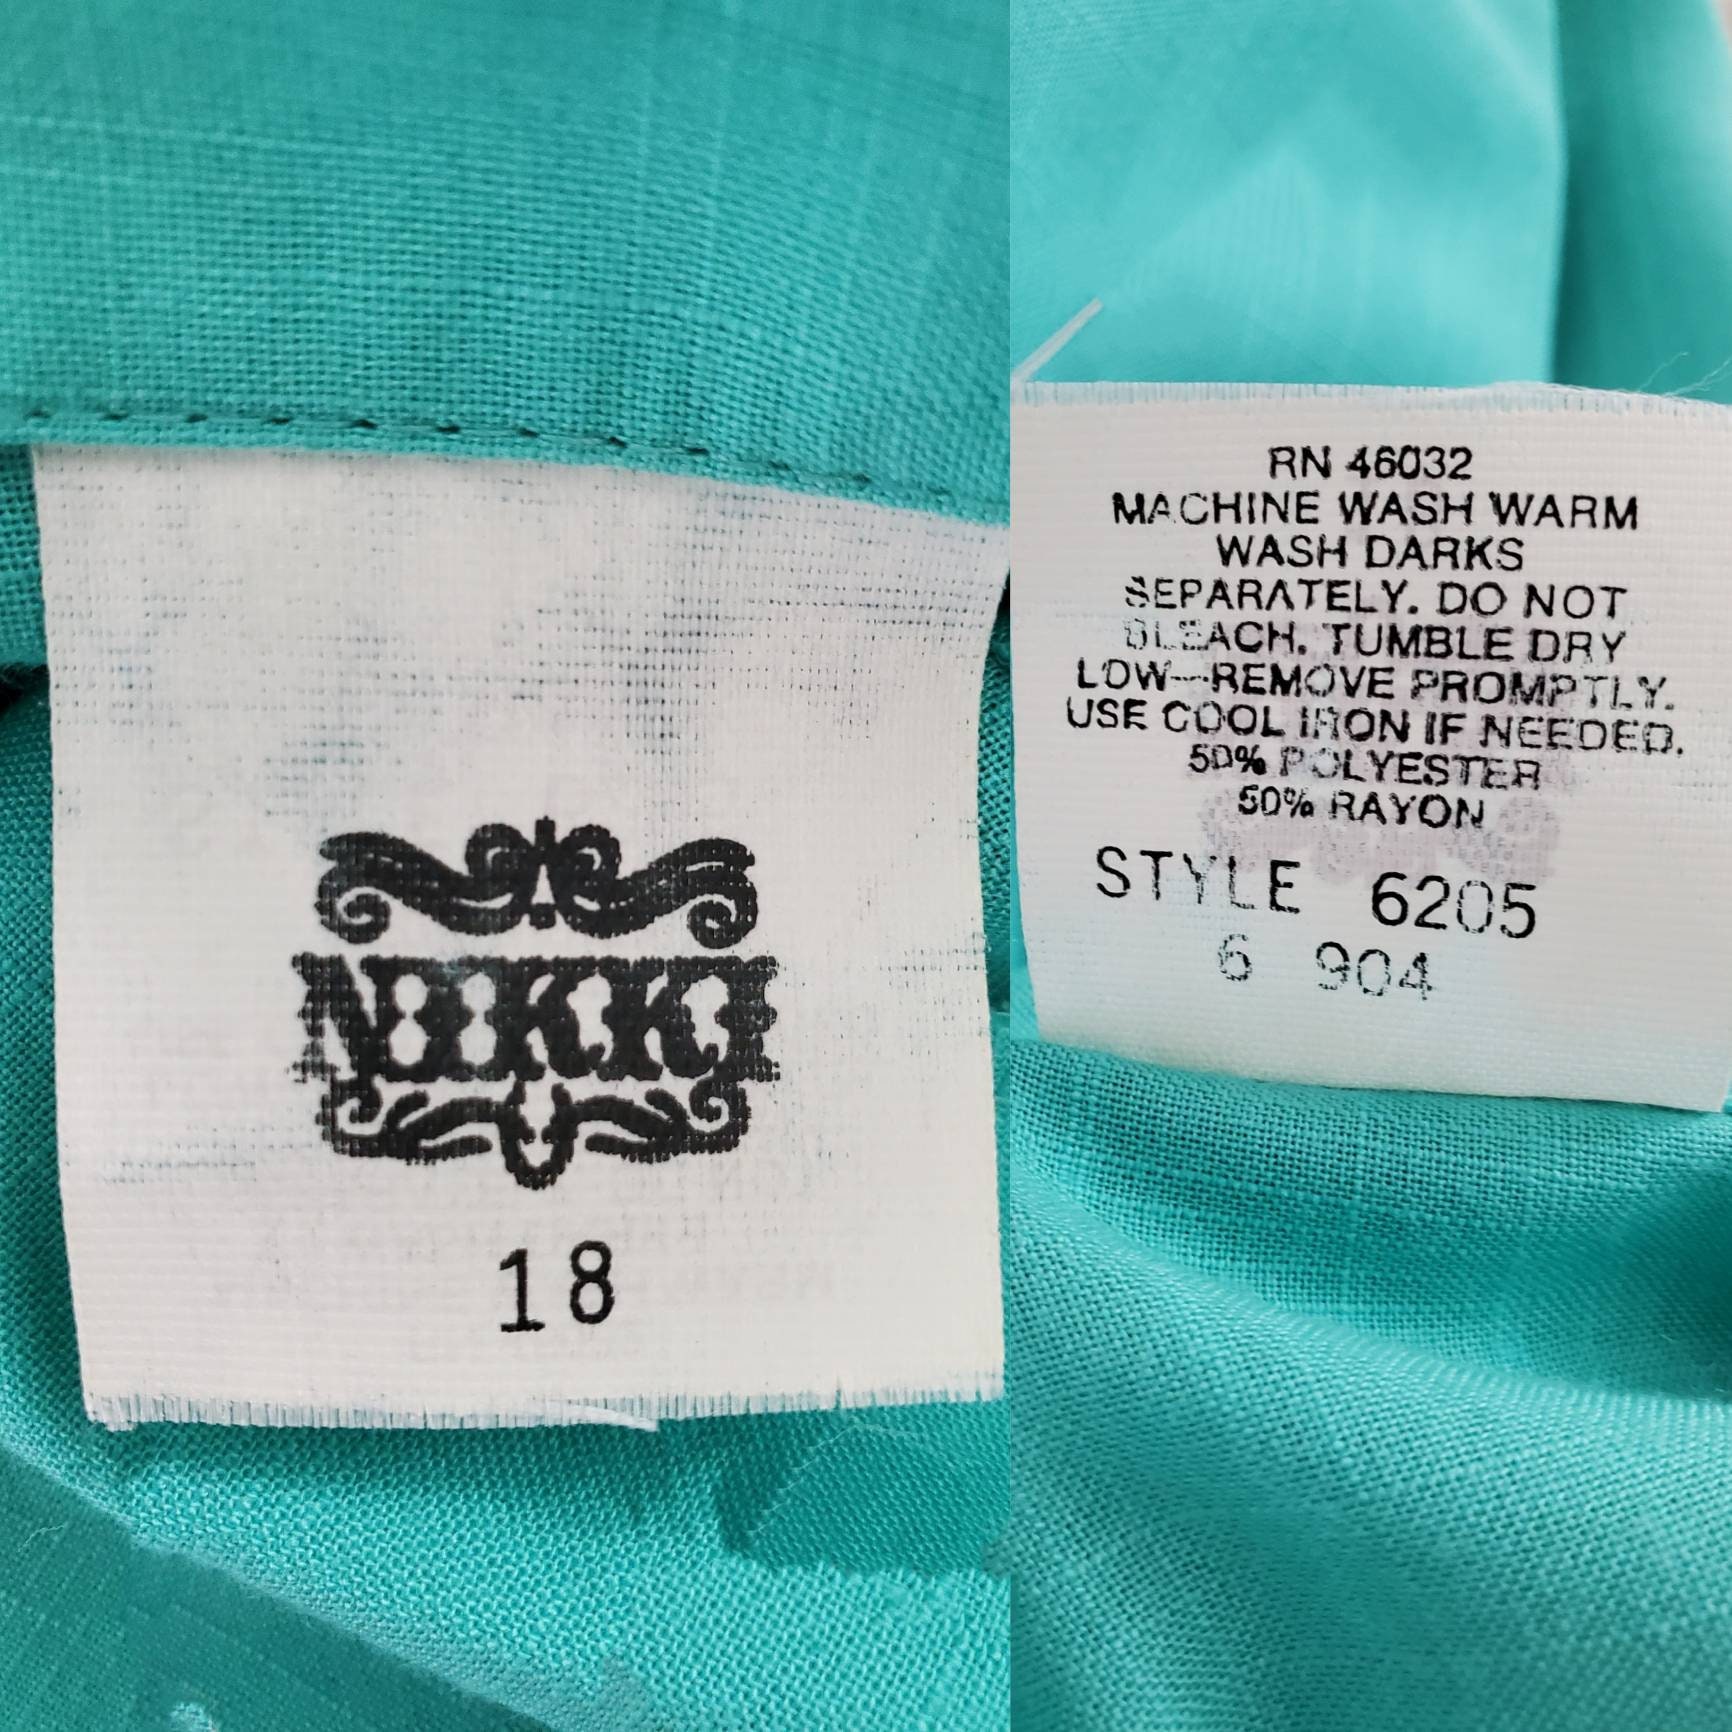 NIKKI
18
RN 46032
MACHINE WASH WARM
WASH DARKS
SEPARATELY. DO NOT
BLEACH. TUMBLE DRY
LOW—REMOVE PROMPTLY.
USE COOL IRON IF NEEDED.
50% POLYESTER
50% RAYON
STYLE 6205
6 904